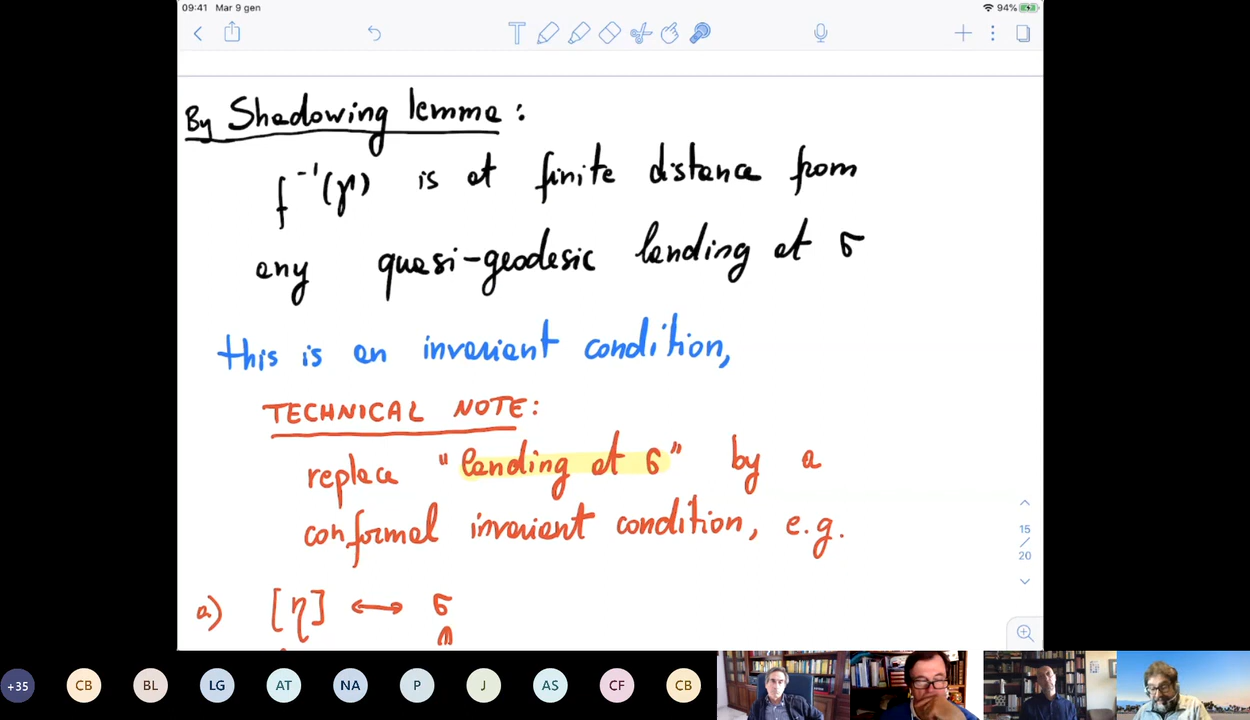 09:41 Mar 9 gen
94%
By Shadowing lemma:
f⁻¹(γ) is at finite distance from
any quasi-geodesic landing at σ
this is an invariant condition,
TECHNICAL NOTE:
replace "landing at σ" by a
conformal invariant condition, e.g.
a) [η] ↔ σ
15
/
20
+35 CB BL LG AT NA P J AS CF CB